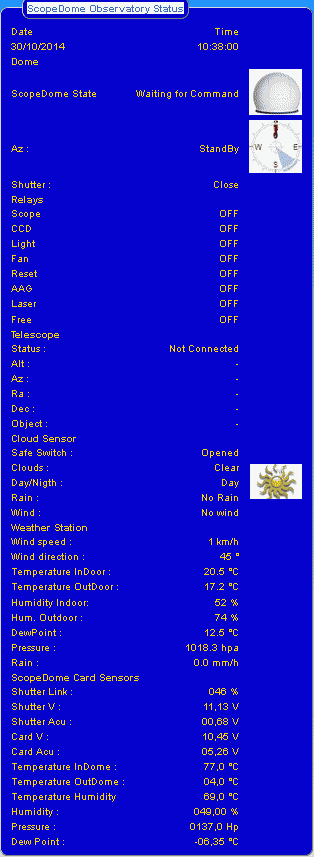 ScopeDome Observatory Status
Date Time
30/10/2014 10:38:00
Dome
ScopeDome State Waiting for Command
Az : StandBy
N
W E
S
Shutter : Close
Relays
Scope OFF
CCD OFF
Light OFF
Fan OFF
Reset OFF
AAG OFF
Laser OFF
Free OFF
Telescope
Status : Not Connected
Alt : -
Az : -
Ra : -
Dec : -
Object : -
Cloud Sensor
Safe Switch : Opened
Clouds : Clear
Day/Nigth : Day
Rain : No Rain
Wind : No wind
Weather Station
Wind speed : 1 km/h
Wind direction : 45 °
Temperature InDoor : 20.5 °C
Temperature OutDoor : 17.2 °C
Humidity Indoor: 52 %
Hum. Outdoor : 74 %
DewPoint : 12.5 °C
Pressure : 1018.3 hpa
Rain : 0.0 mm/h
ScopeDome Card Sensors
Shutter Link : 046 %
Shutter V : 11,13 V
Shutter Acu : 00,68 V
Card V : 10,45 V
Card Acu : 05,26 V
Temperature InDome : 77,0 °C
Temperature OutDome : 04,0 °C
Temperature Humidity 69,0 °C
Humidity : 049,00 %
Pressure : 0137,0 Hp
Dew Point : -06,35 °C